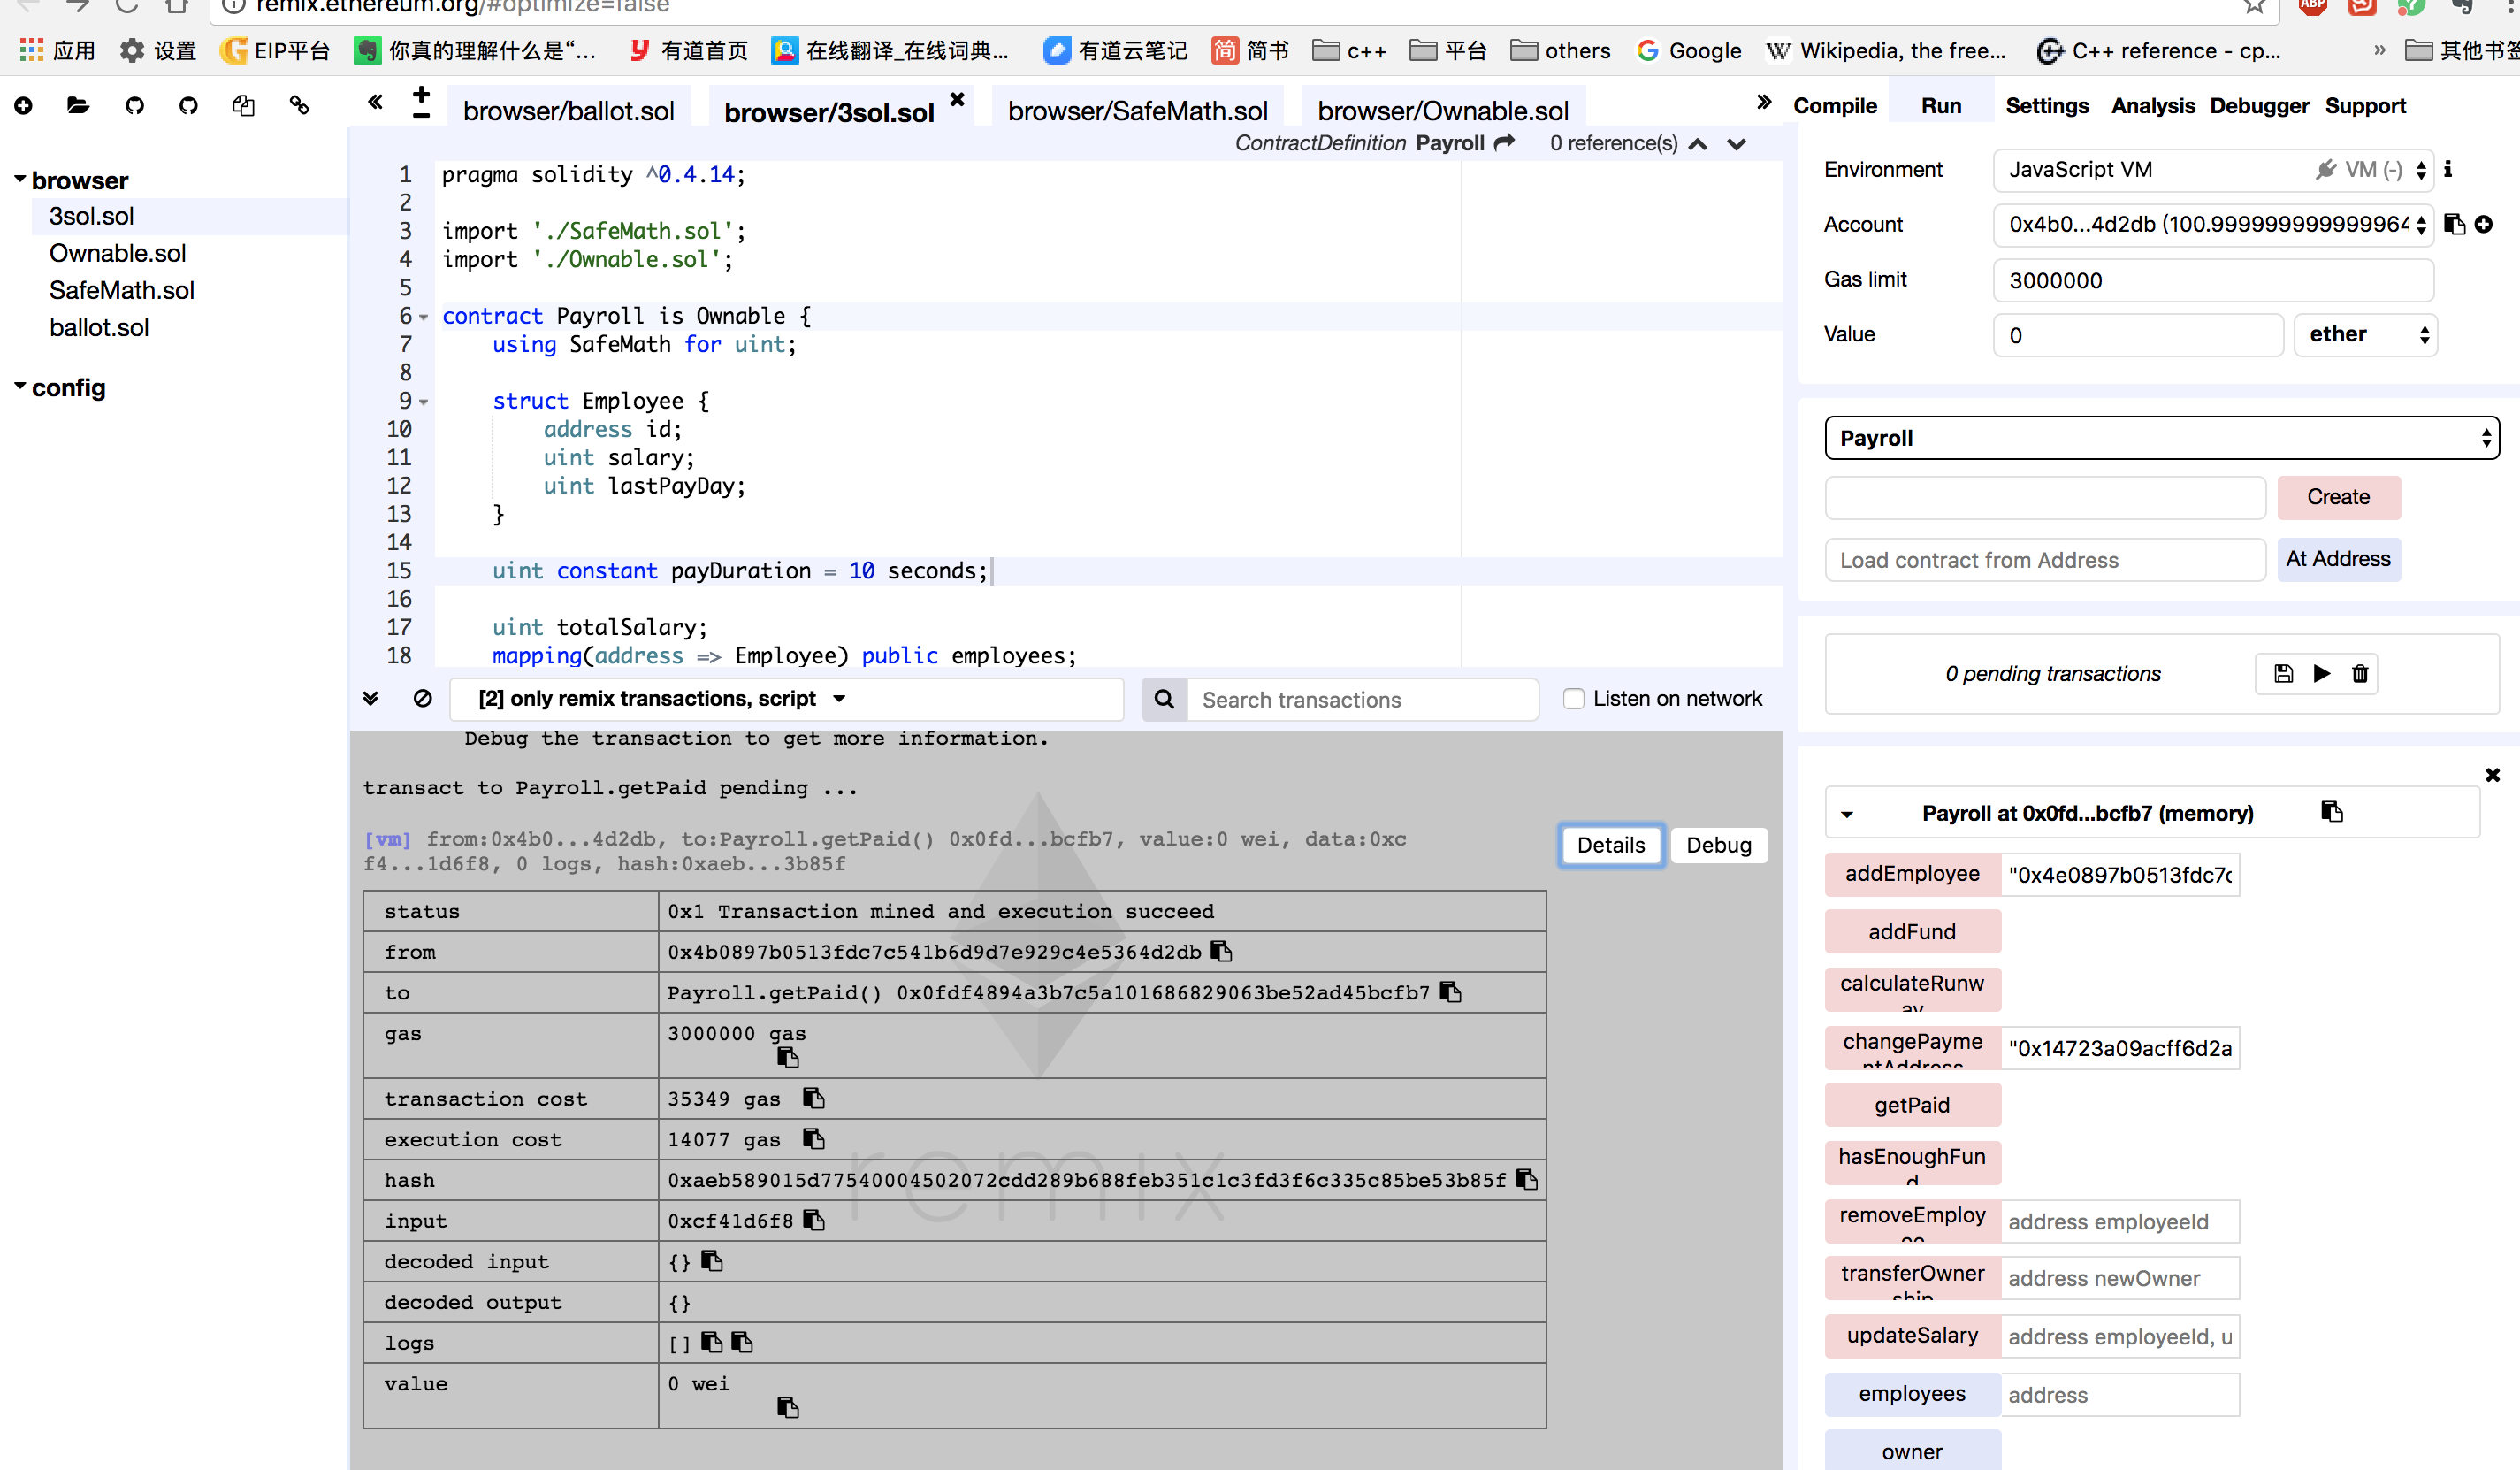 remix.ethereum.org/#optimize=false
ABP
应用 设置 EIP平台 你真的理解什么是“... 有道首页 在线翻译_在线词典... 有道云笔记 简 简书 c++ 平台 others Google Wikipedia, the free... C++ reference - cp... » 其他书签
browser/ballot.sol browser/3sol.sol browser/SafeMath.sol browser/Ownable.sol
Compile Run Settings Analysis Debugger Support
ContractDefinition Payroll 0 reference(s)
browser
3sol.sol
Ownable.sol
SafeMath.sol
ballot.sol
config
1 pragma solidity ^0.4.14;
2
3 import './SafeMath.sol';
4 import './Ownable.sol';
5
6 contract Payroll is Ownable {
7 using SafeMath for uint;
8
9 struct Employee {
10 address id;
11 uint salary;
12 uint lastPayDay;
13 }
14
15 uint constant payDuration = 10 seconds;
16
17 uint totalSalary;
18 mapping(address => Employee) public employees;
[2] only remix transactions, script
Search transactions
Listen on network
Debug the transaction to get more information.
transact to Payroll.getPaid pending ...
[vm] from:0x4b0...4d2db, to:Payroll.getPaid() 0x0fd...bcfb7, value:0 wei, data:0xc
f4...1d6f8, 0 logs, hash:0xaeb...3b85f
Details Debug
status 0x1 Transaction mined and execution succeed
from 0x4b0897b0513fdc7c541b6d9d7e929c4e5364d2db
to Payroll.getPaid() 0x0fdf4894a3b7c5a101686829063be52ad45bcfb7
gas 3000000 gas
transaction cost 35349 gas
execution cost 14077 gas
hash 0xaeb589015d77540004502072cdd289b688feb351c1c3fd3f6c335c85be53b85f
input 0xcf41d6f8
decoded input {}
decoded output {}
logs []
value 0 wei
remix
Environment JavaScript VM VM (-)
Account 0x4b0...4d2db (100.999999999999964
Gas limit 3000000
Value 0 ether
Payroll
Create
Load contract from Address At Address
0 pending transactions
Payroll at 0x0fd...bcfb7 (memory)
addEmployee "0x4e0897b0513fdc7c
addFund
calculateRunway
changePaymentAddress "0x14723a09acff6d2a
getPaid
hasEnoughFund
removeEmployee address employeeId
transferOwnership address newOwner
updateSalary address employeeId, u
employees address
owner